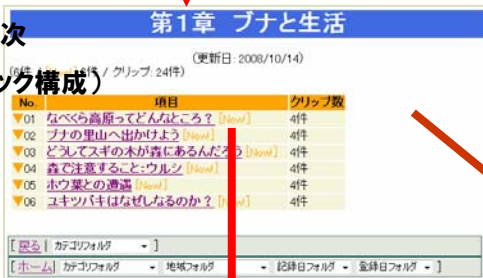 第1章 ブナと生活
次
(更新日: 2008/10/14)
6件 / クリップ: 24件)
ック構成)
No. 項目 クリップ数
▼01 なべくら高原ってどんなところ？ [New!] 4件
▼02 ブナの里山へ出かけよう [New!] 4件
▼03 どうしてスギの木が森にあるんだろう [New!] 4件
▼04 森で注意すること:ウルシ [New!] 4件
▼05 ホウ葉との遭遇 [New!] 4件
▼06 ユキツバキはなぜしなるのか？ [New!] 4件
[ 戻る | カテゴリフォルダ ]
[ ホーム | カテゴリフォルダ 地域フォルダ 記録日フォルダ 登録日フォルダ ]